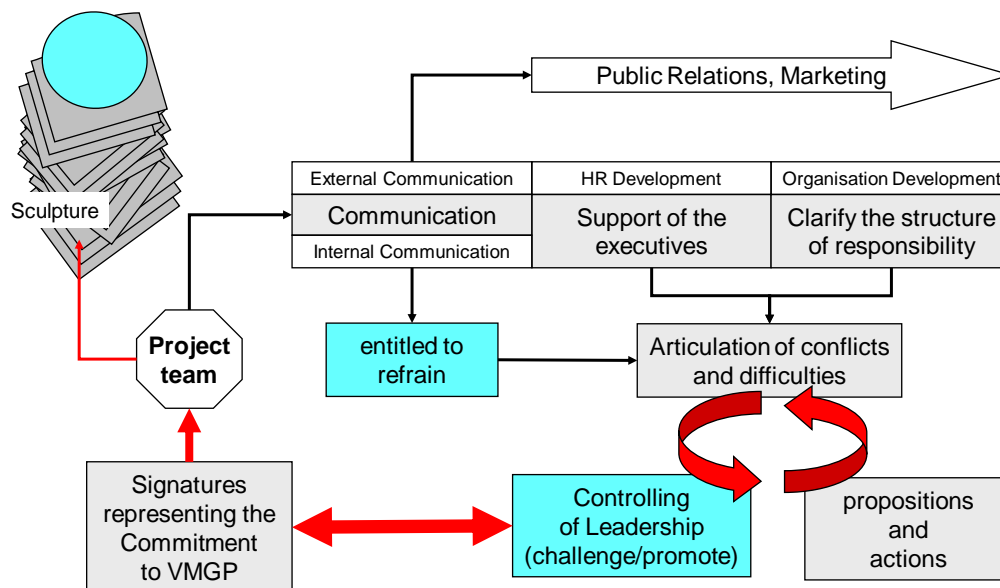 Public Relations, Marketing
External Communication
HR Development
Organisation Development
Sculpture
Communication
Support of the
executives
Clarify the structure
of responsibility
Internal Communication
Project
team
entitled to
refrain
Articulation of conflicts
and difficulties
Signatures
representing the
Commitment
to VMGP
Controlling
of Leadership
(challenge/promote)
propositions
and
actions